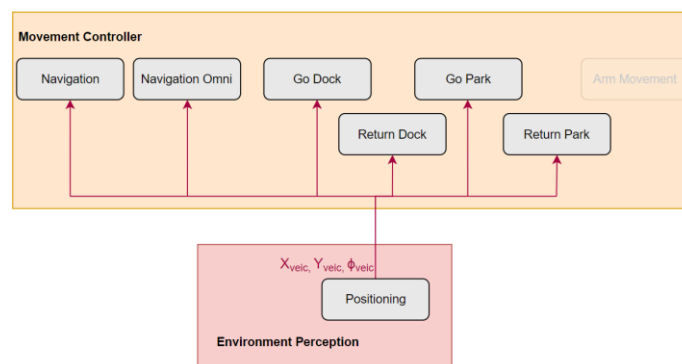 Movement Controller
Navigation
Navigation Omni
Go Dock
Go Park
Arm Movement
Return Dock
Return Park
Xveic, Yveic, ϕveic
Positioning
Environment Perception